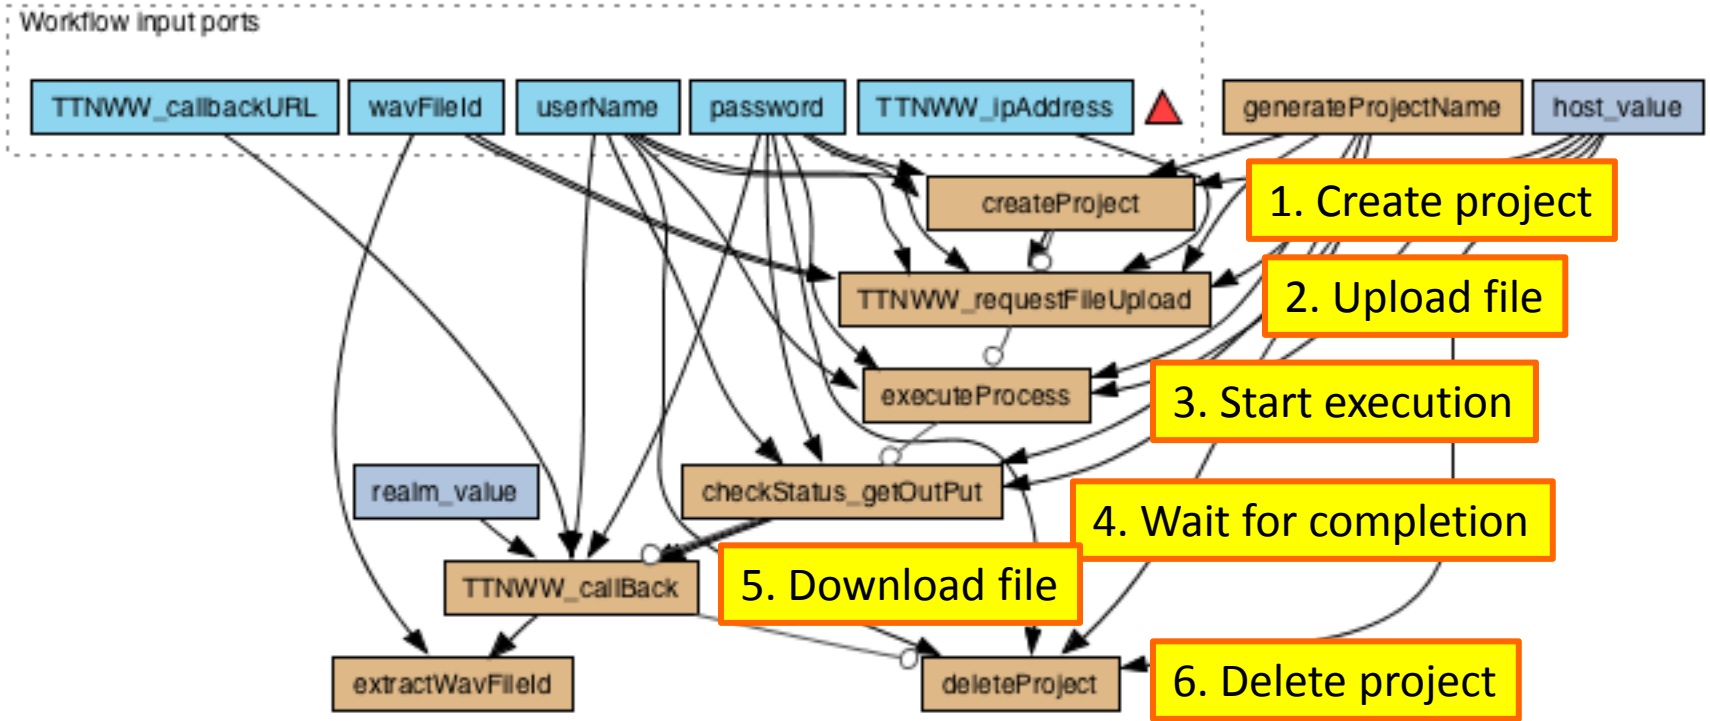 Workflow input ports
TTNWW_callbackURL
wavFileId
userName
password
TTNWW_ipAddress
generateProjectName
host_value
createProject
1. Create project
TTNWW_requestFileUpload
2. Upload file
executeProcess
3. Start execution
realm_value
checkStatus_getOutPut
4. Wait for completion
TTNWW_callBack
5. Download file
extractWavFileId
deleteProject
6. Delete project